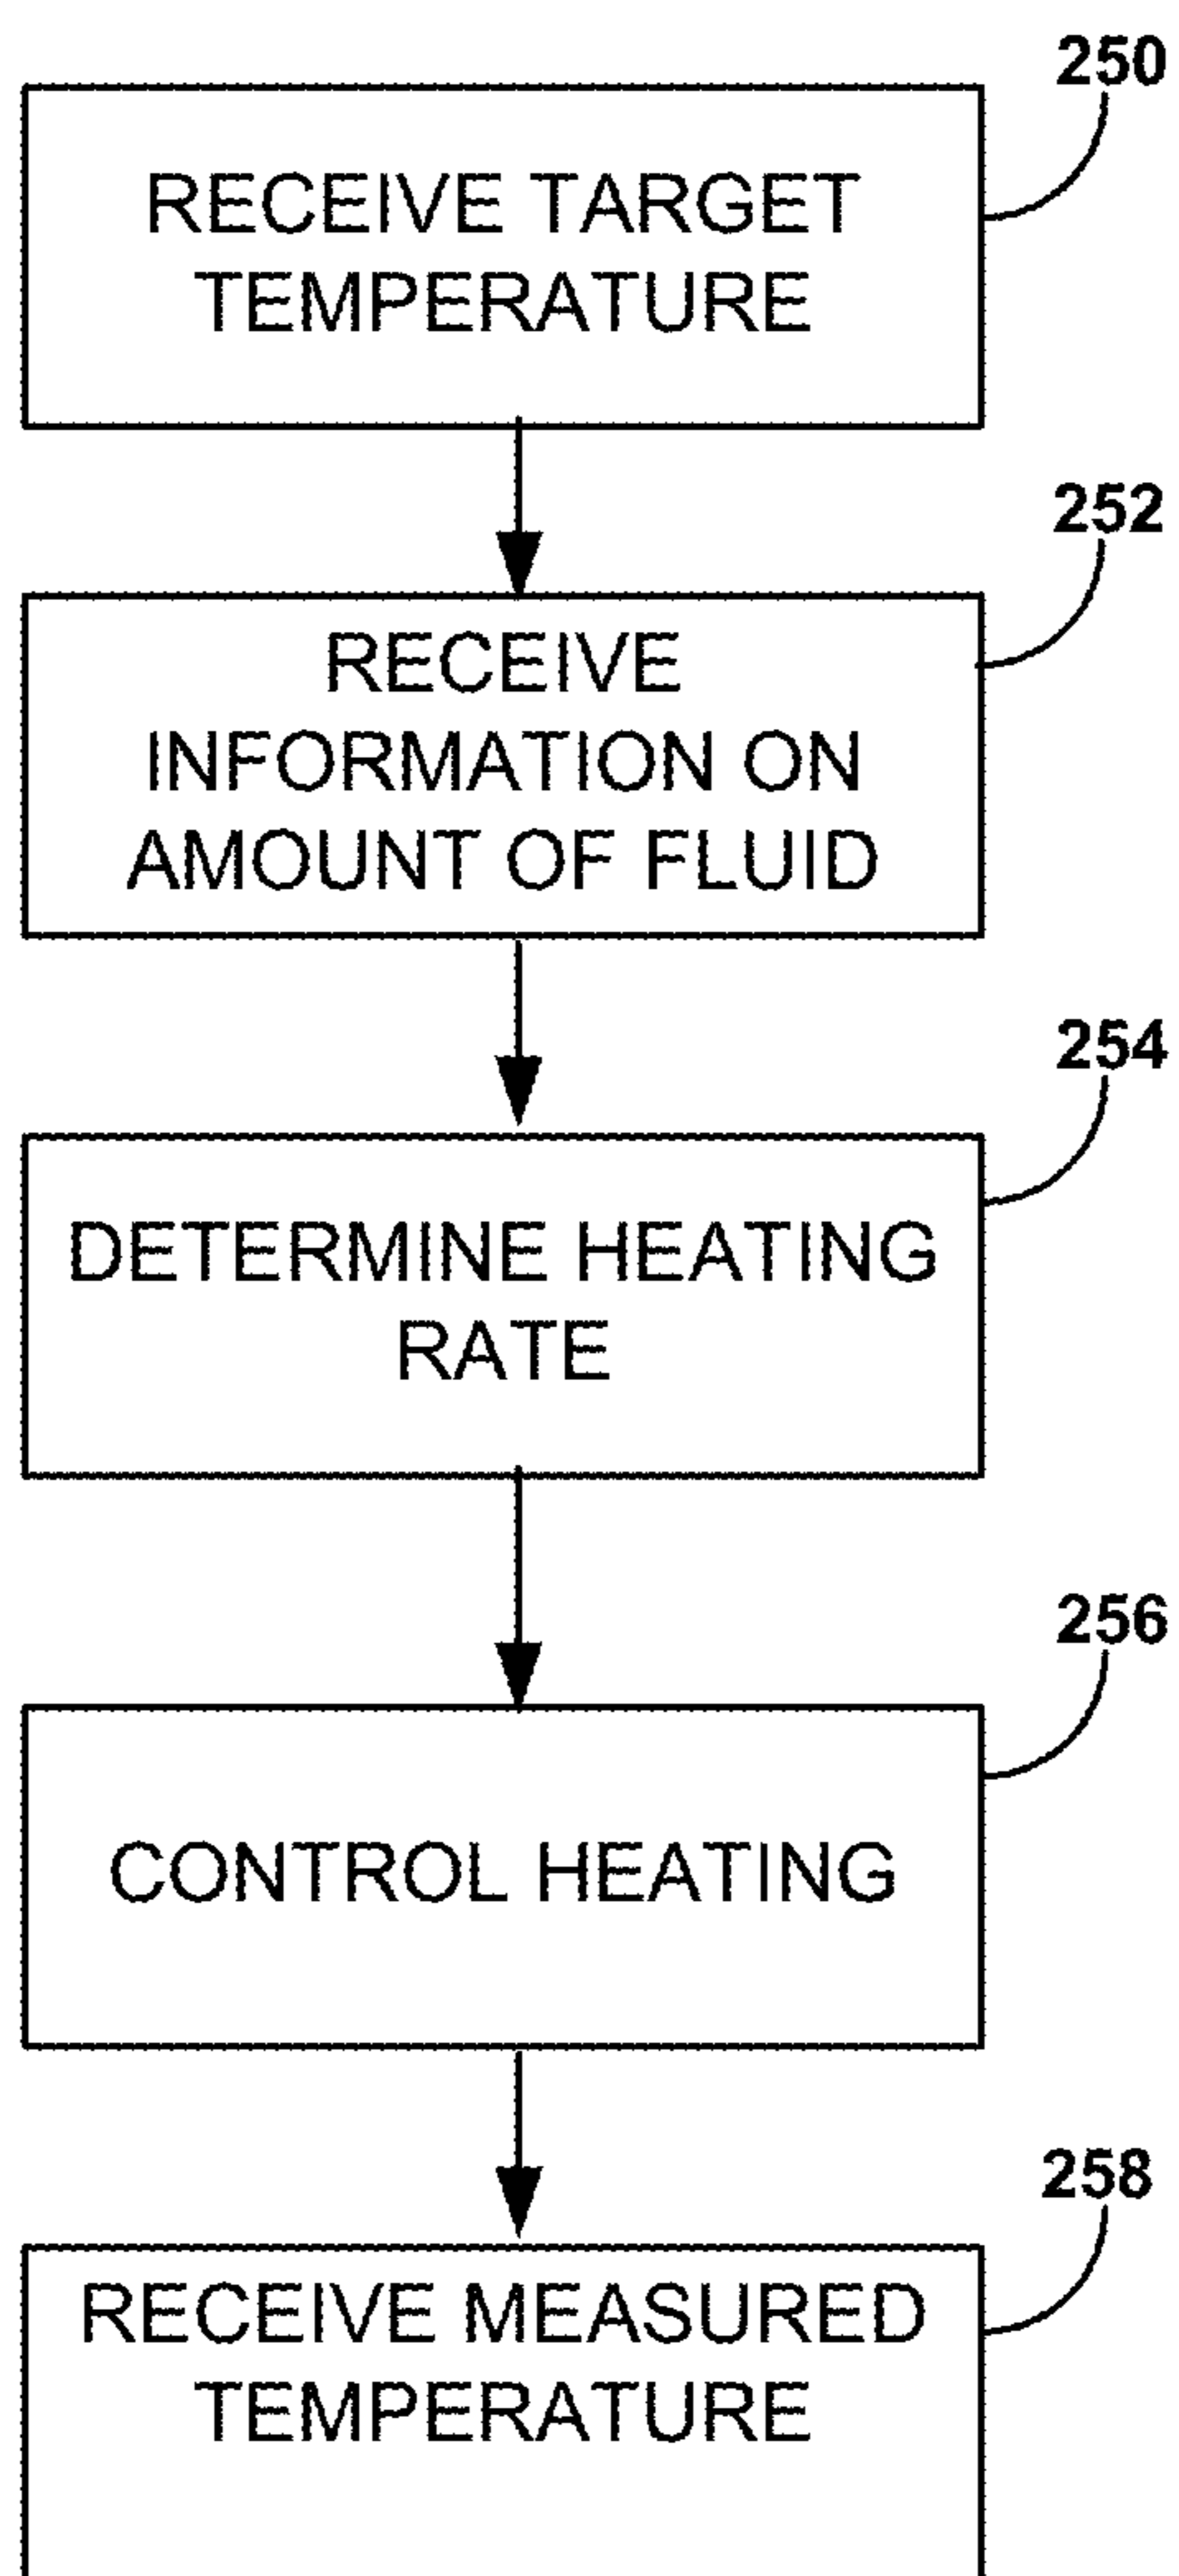 250
RECEIVE TARGET
TEMPERATURE
252
RECEIVE
INFORMATION ON
AMOUNT OF FLUID
254
DETERMINE HEATING
RATE
256
CONTROL HEATING
258
RECEIVE MEASURED
TEMPERATURE